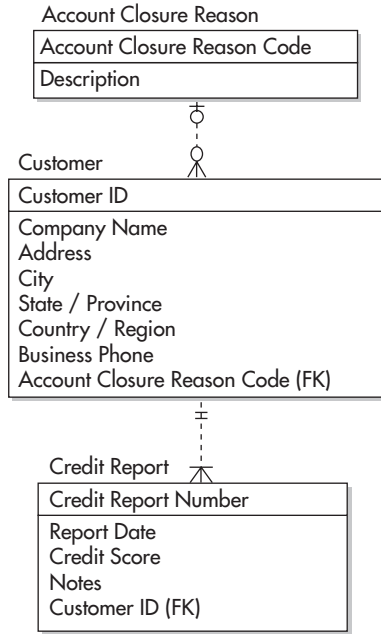 Account Closure Reason
Account Closure Reason Code
Description
Customer
Customer ID
Company Name
Address
City
State / Province
Country / Region
Business Phone
Account Closure Reason Code (FK)
Credit Report
Credit Report Number
Report Date
Credit Score
Notes
Customer ID (FK)